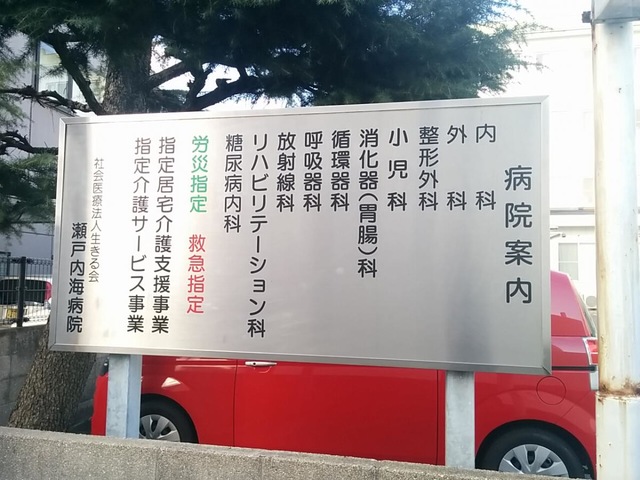 病院案内
内科
外科
整形外科
小児科
消化器(胃腸)科
循環器科
呼吸器科
放射線科
リハビリテーション科
糖尿病内科
労災指定 救急指定
指定居宅介護支援事業
指定介護サービス事業
社会医療法人生きる会
瀬戸内海病院